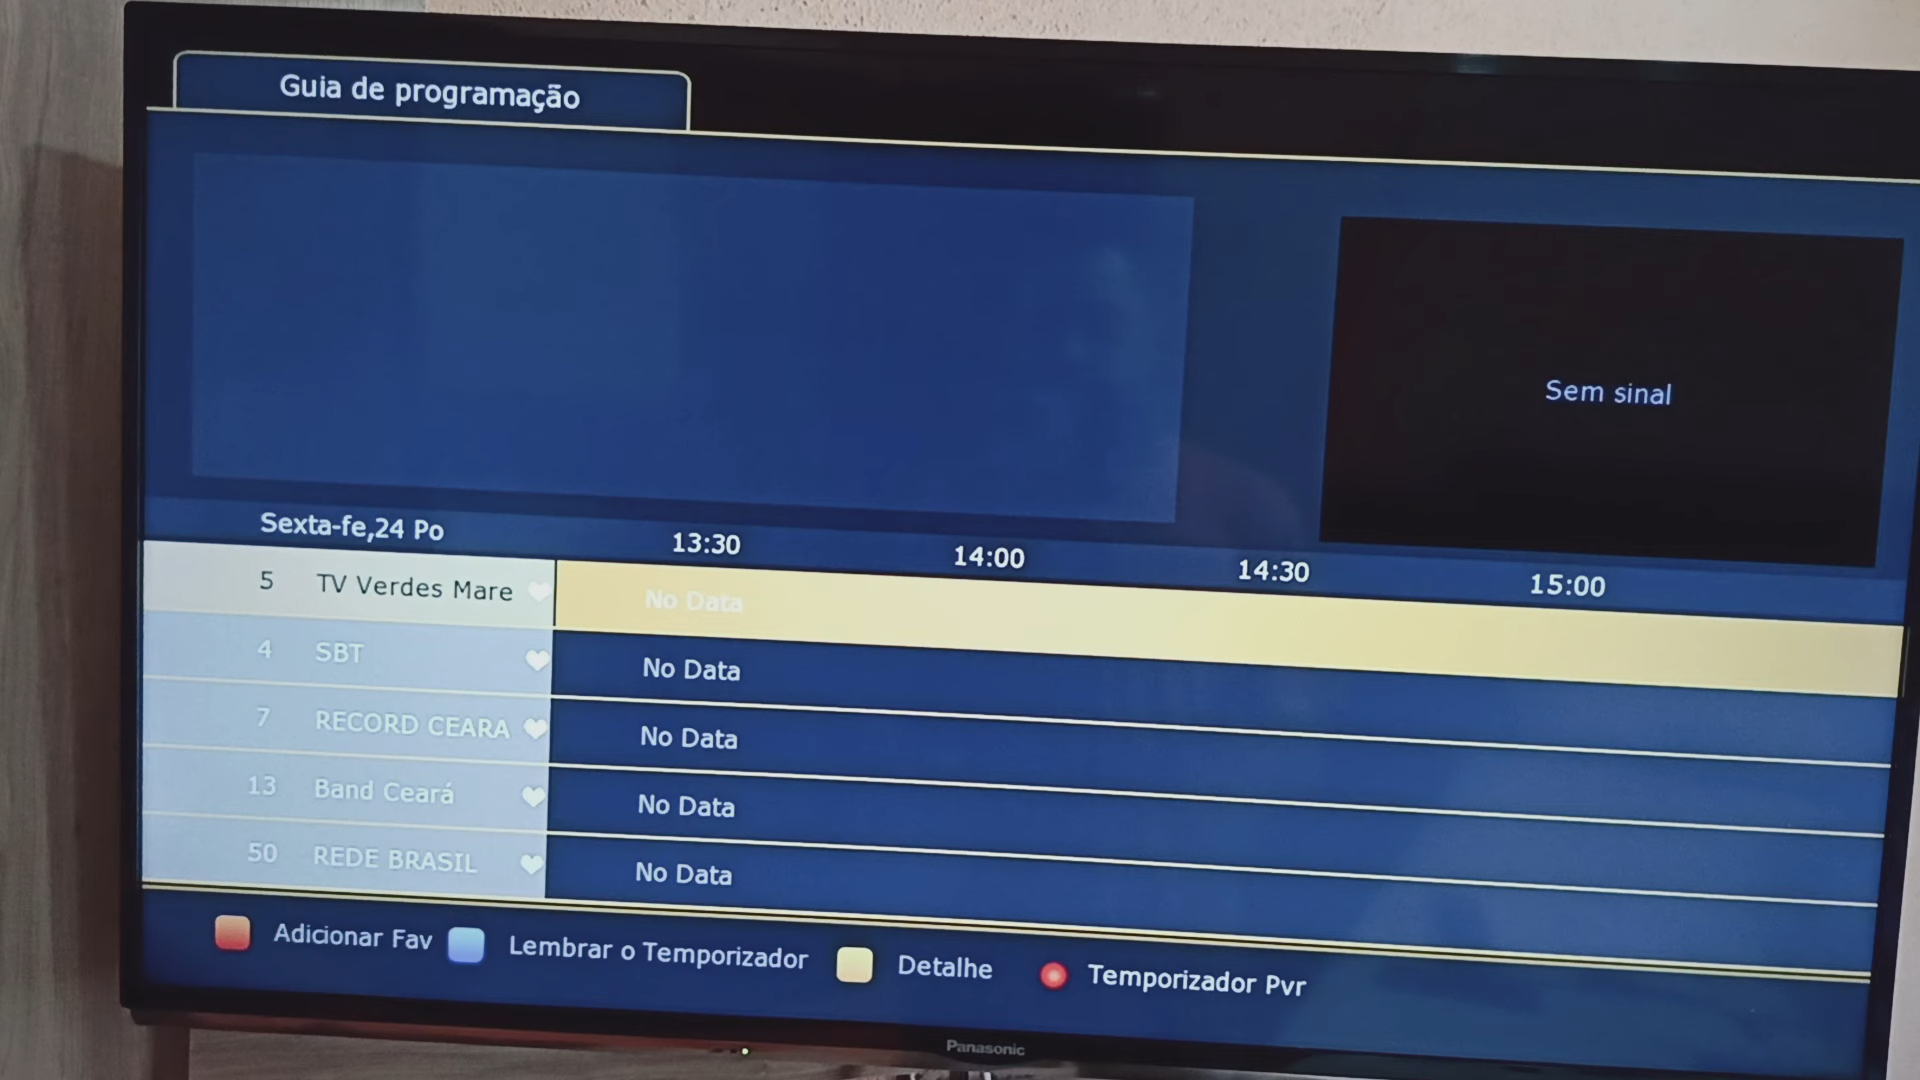 Guia de programação
Sem sinal
Sexta-fe,24 Po 13:30 14:00 14:30 15:00
5 TV Verdes Mare No Data
4 SBT No Data
7 RECORD CEARA No Data
13 Band Ceará No Data
50 REDE BRASIL No Data
Adicionar Fav Lembrar o Temporizador Detalhe Temporizador Pvr
Panasonic